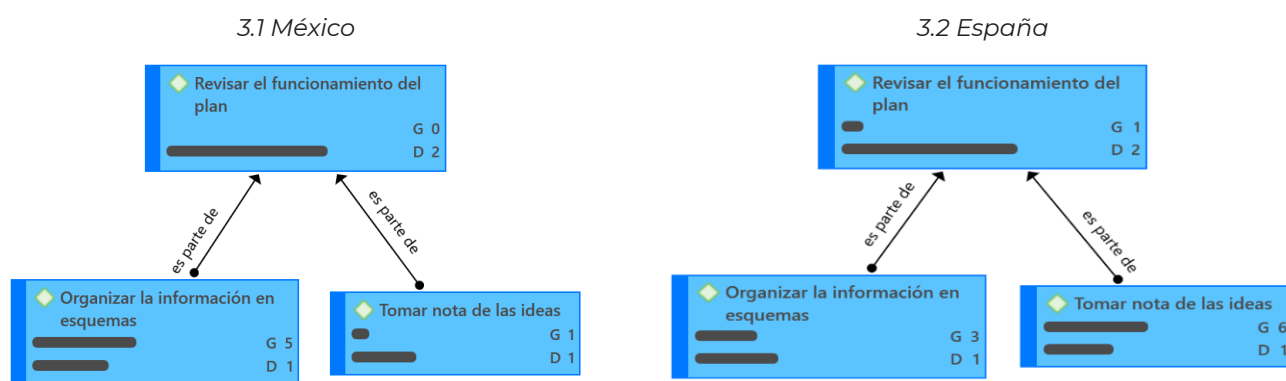 3.1 México
Revisar el funcionamiento del
plan
G 0
D 2
es parte de
es parte de
Organizar la información en
esquemas
G 5
D 1
Tomar nota de las ideas
G 1
D 1
3.2 España
Revisar el funcionamiento del
plan
G 1
D 2
es parte de
es parte de
Organizar la información en
esquemas
G 3
D 1
Tomar nota de las ideas
G 6
D 1